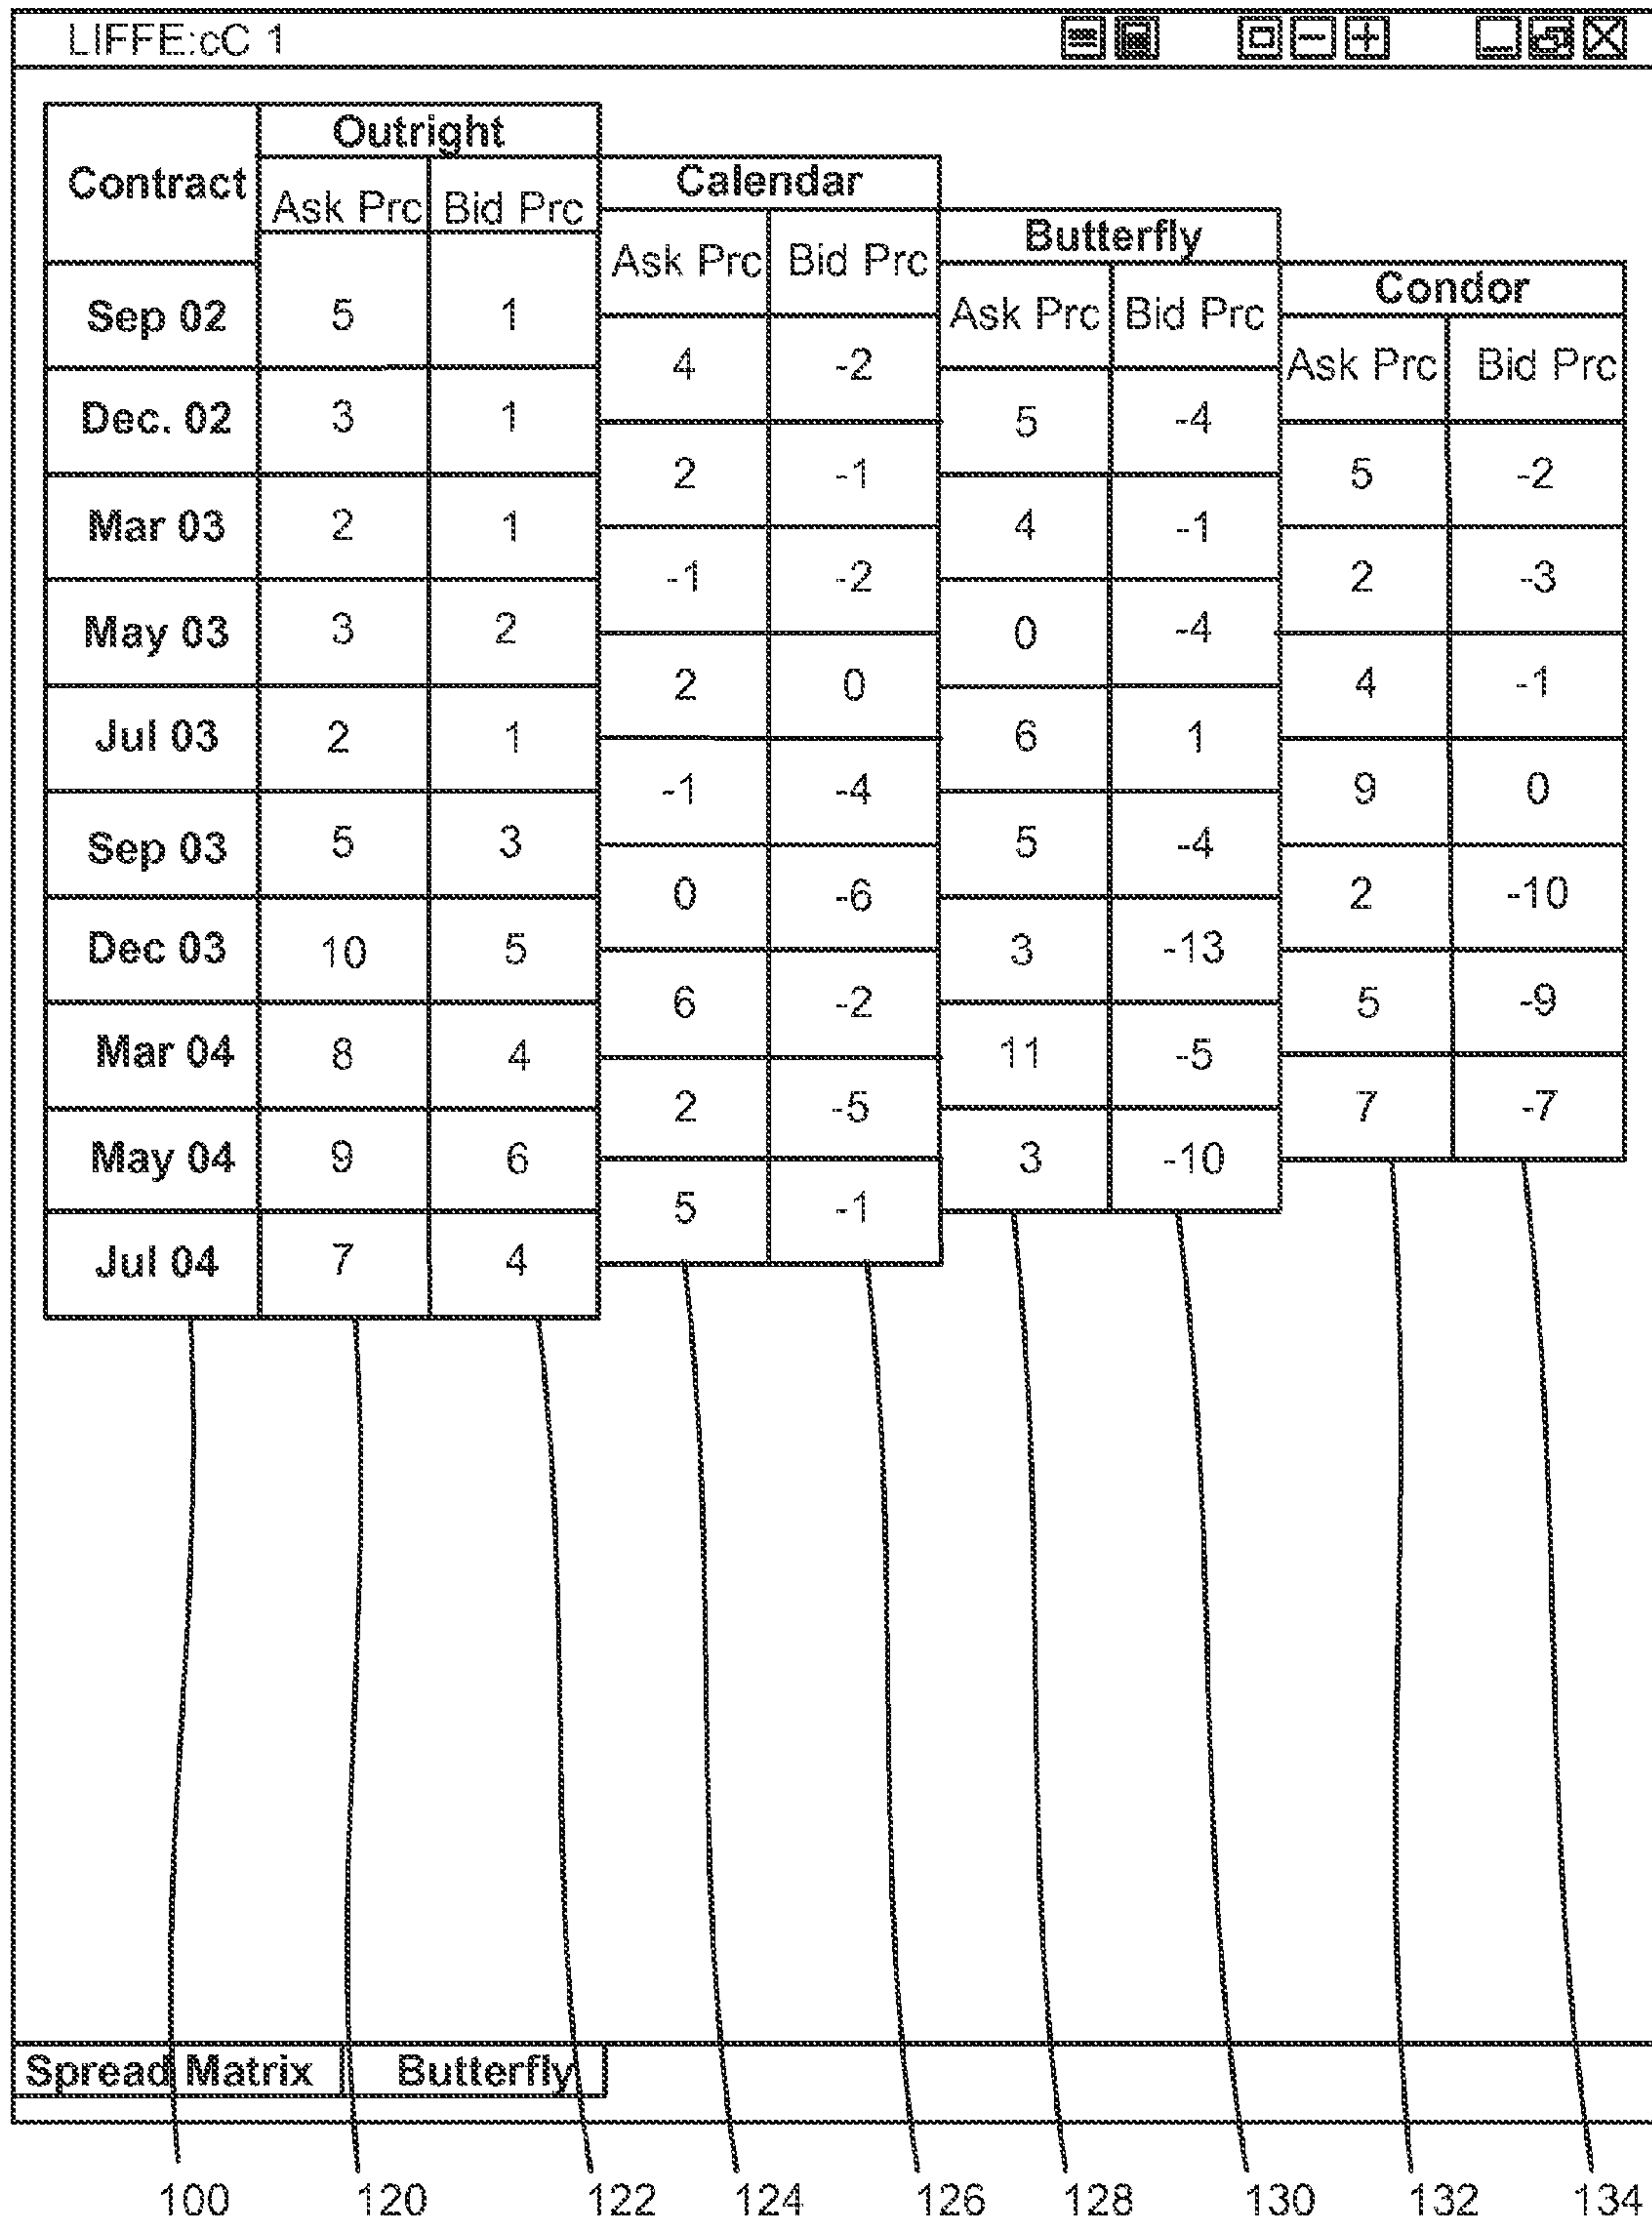 LIFFE:cC 1
Outright
Contract
Calendar
Ask Prc Bid Prc
Butterfly
Ask Prc Bid Prc
Condor
Sep 02 5 1
Ask Prc Bid Prc
4 -2
Ask Prc Bid Prc
Dec. 02 3 1
5 -4
2 -1
5 -2
Mar 03 2 1
4 -1
-1 -2
2 -3
May 03 3 2
0 -4
2 0
4 -1
Jul 03 2 1
6 1
-1 -4
9 0
Sep 03 5 3
5 -4
0 -6
2 -10
Dec 03 10 5
3 -13
6 -2
5 -9
Mar 04 8 4
11 -5
2 -5
7 -7
May 04 9 6
3 -10
5 -1
Jul 04 7 4
Spread Matrix Butterfly
100 120 122 124 126 128 130 132 134